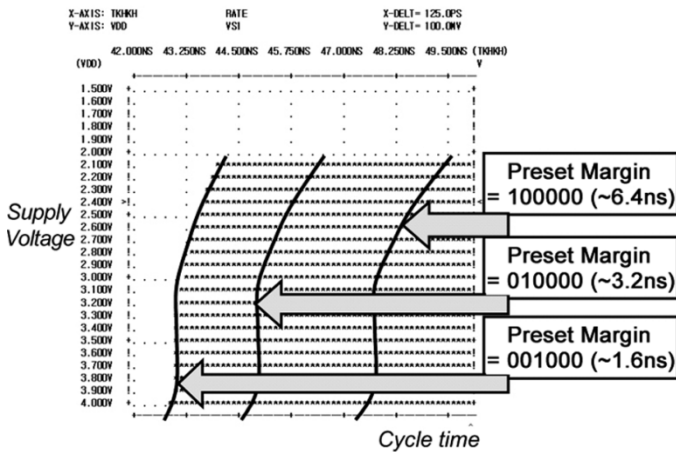 X-AXIS: TKHKH RATE X-DELT= 125.0PS
Y-AXIS: VDD VS1 Y-DELT= 100.0MV
42.000NS 43.250NS 44.500NS 45.750NS 47.000NS 48.250NS 49.500NS (TKHKH)
(VDD) V
1.500V
1.600V
1.700V
1.800V
1.900V
2.000V
2.100V
2.200V
2.300V
2.400V
2.500V
2.600V
2.700V
2.800V
2.900V
3.000V
3.100V
3.200V
3.300V
3.400V
3.500V
3.600V
3.700V
3.800V
3.900V
4.000V
Supply
Voltage
Preset Margin
= 100000 (~6.4ns)
Preset Margin
= 010000 (~3.2ns)
Preset Margin
= 001000 (~1.6ns)
Cycle time